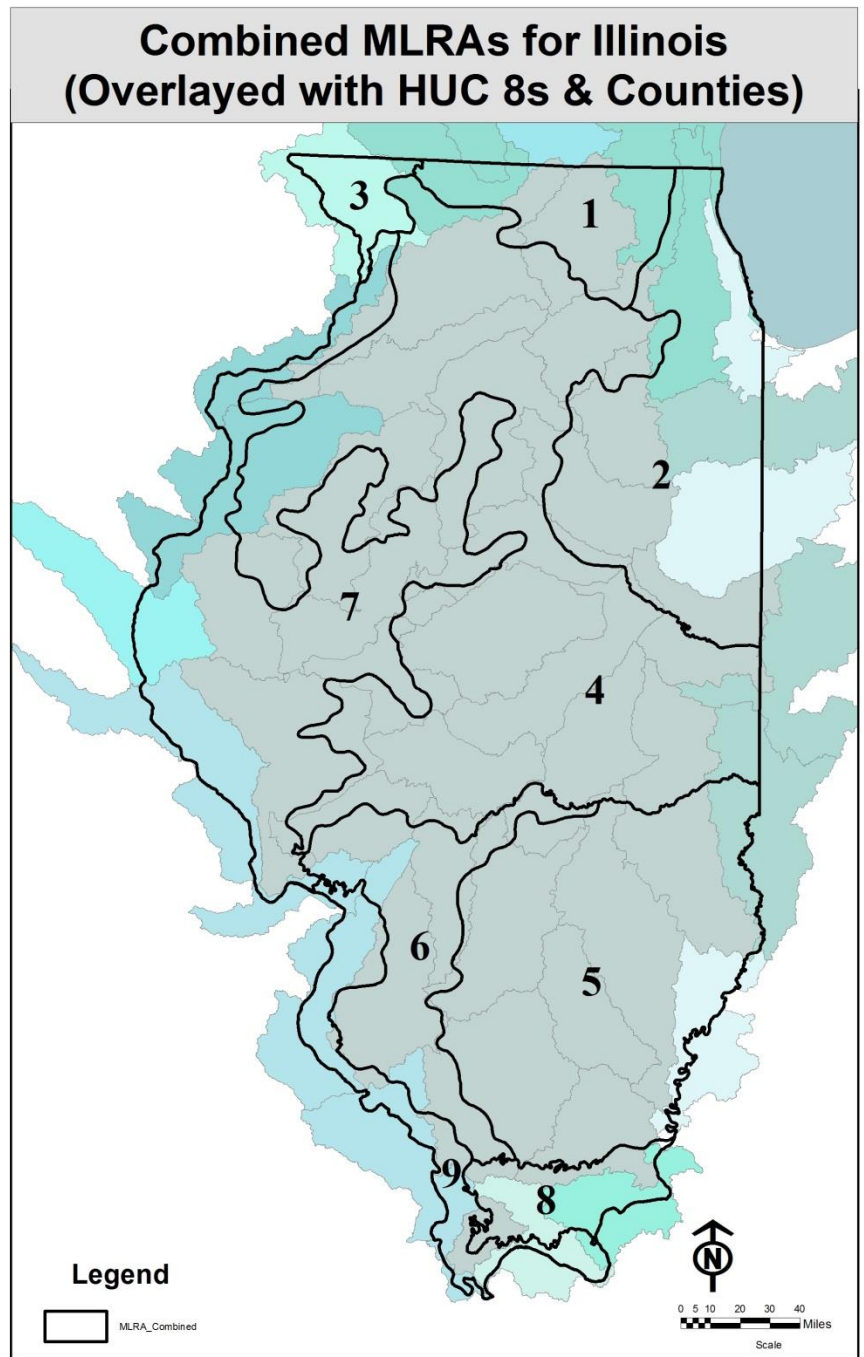 Combined MLRAs for Illinois
(Overlayed with HUC 8s & Counties)
3
1
2
7
4
6
5
9
8
N
Legend
MLRA_Combined
0 5 10 20 30 40
Miles
Scale